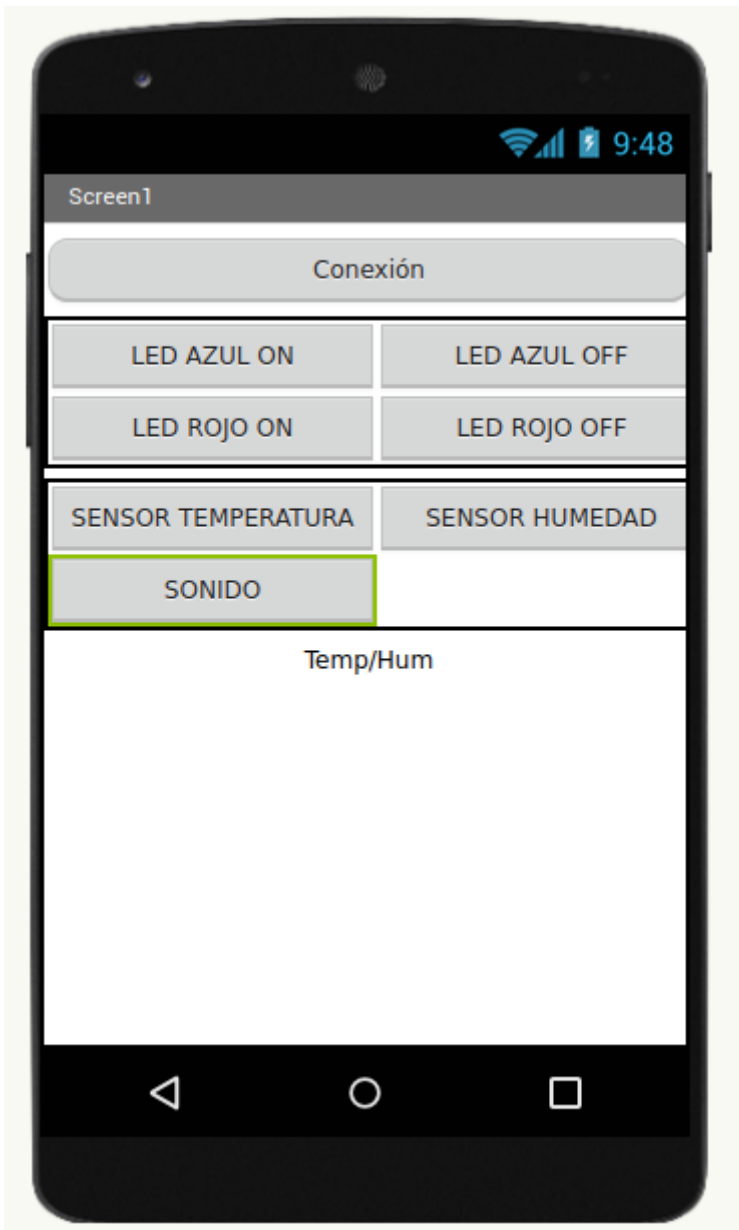 9:48
Screen1
Conexión
LED AZUL ON LED AZUL OFF
LED ROJO ON LED ROJO OFF
SENSOR TEMPERATURA SENSOR HUMEDAD
SONIDO
Temp/Hum